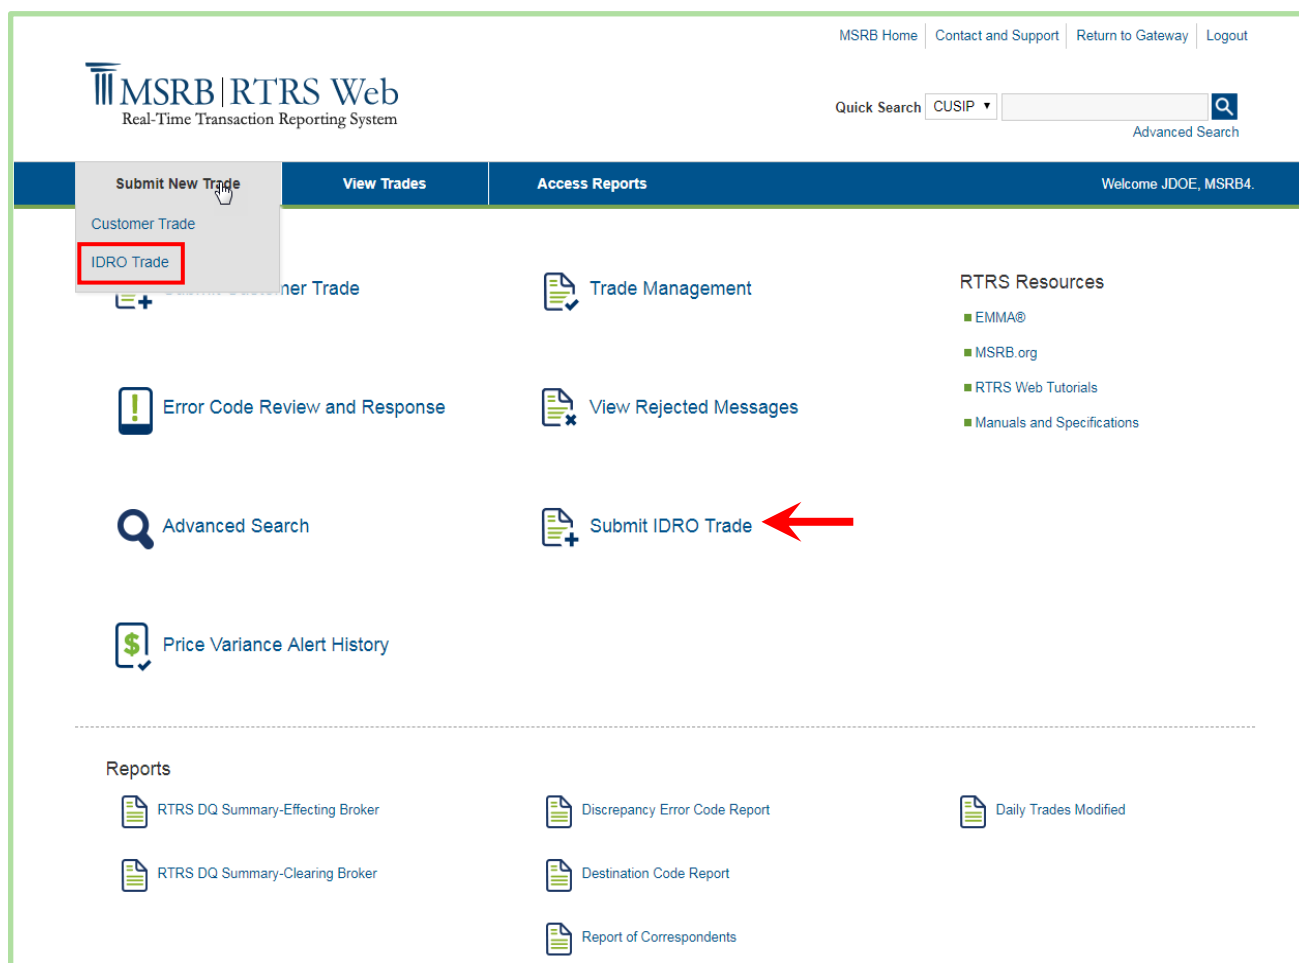 MSRB Home Contact and Support Return to Gateway Logout
MSRB|RTRS Web
Real-Time Transaction Reporting System
Quick Search CUSIP
Advanced Search
Submit New Trade View Trades Access Reports Welcome JDOE, MSRB4.
Customer Trade
IDRO Trade
Submit Customer Trade Trade Management
RTRS Resources
EMMA®
MSRB.org
RTRS Web Tutorials
Manuals and Specifications
Error Code Review and Response View Rejected Messages
Advanced Search Submit IDRO Trade
Price Variance Alert History
Reports
RTRS DQ Summary-Effecting Broker Discrepancy Error Code Report Daily Trades Modified
RTRS DQ Summary-Clearing Broker Destination Code Report
Report of Correspondents